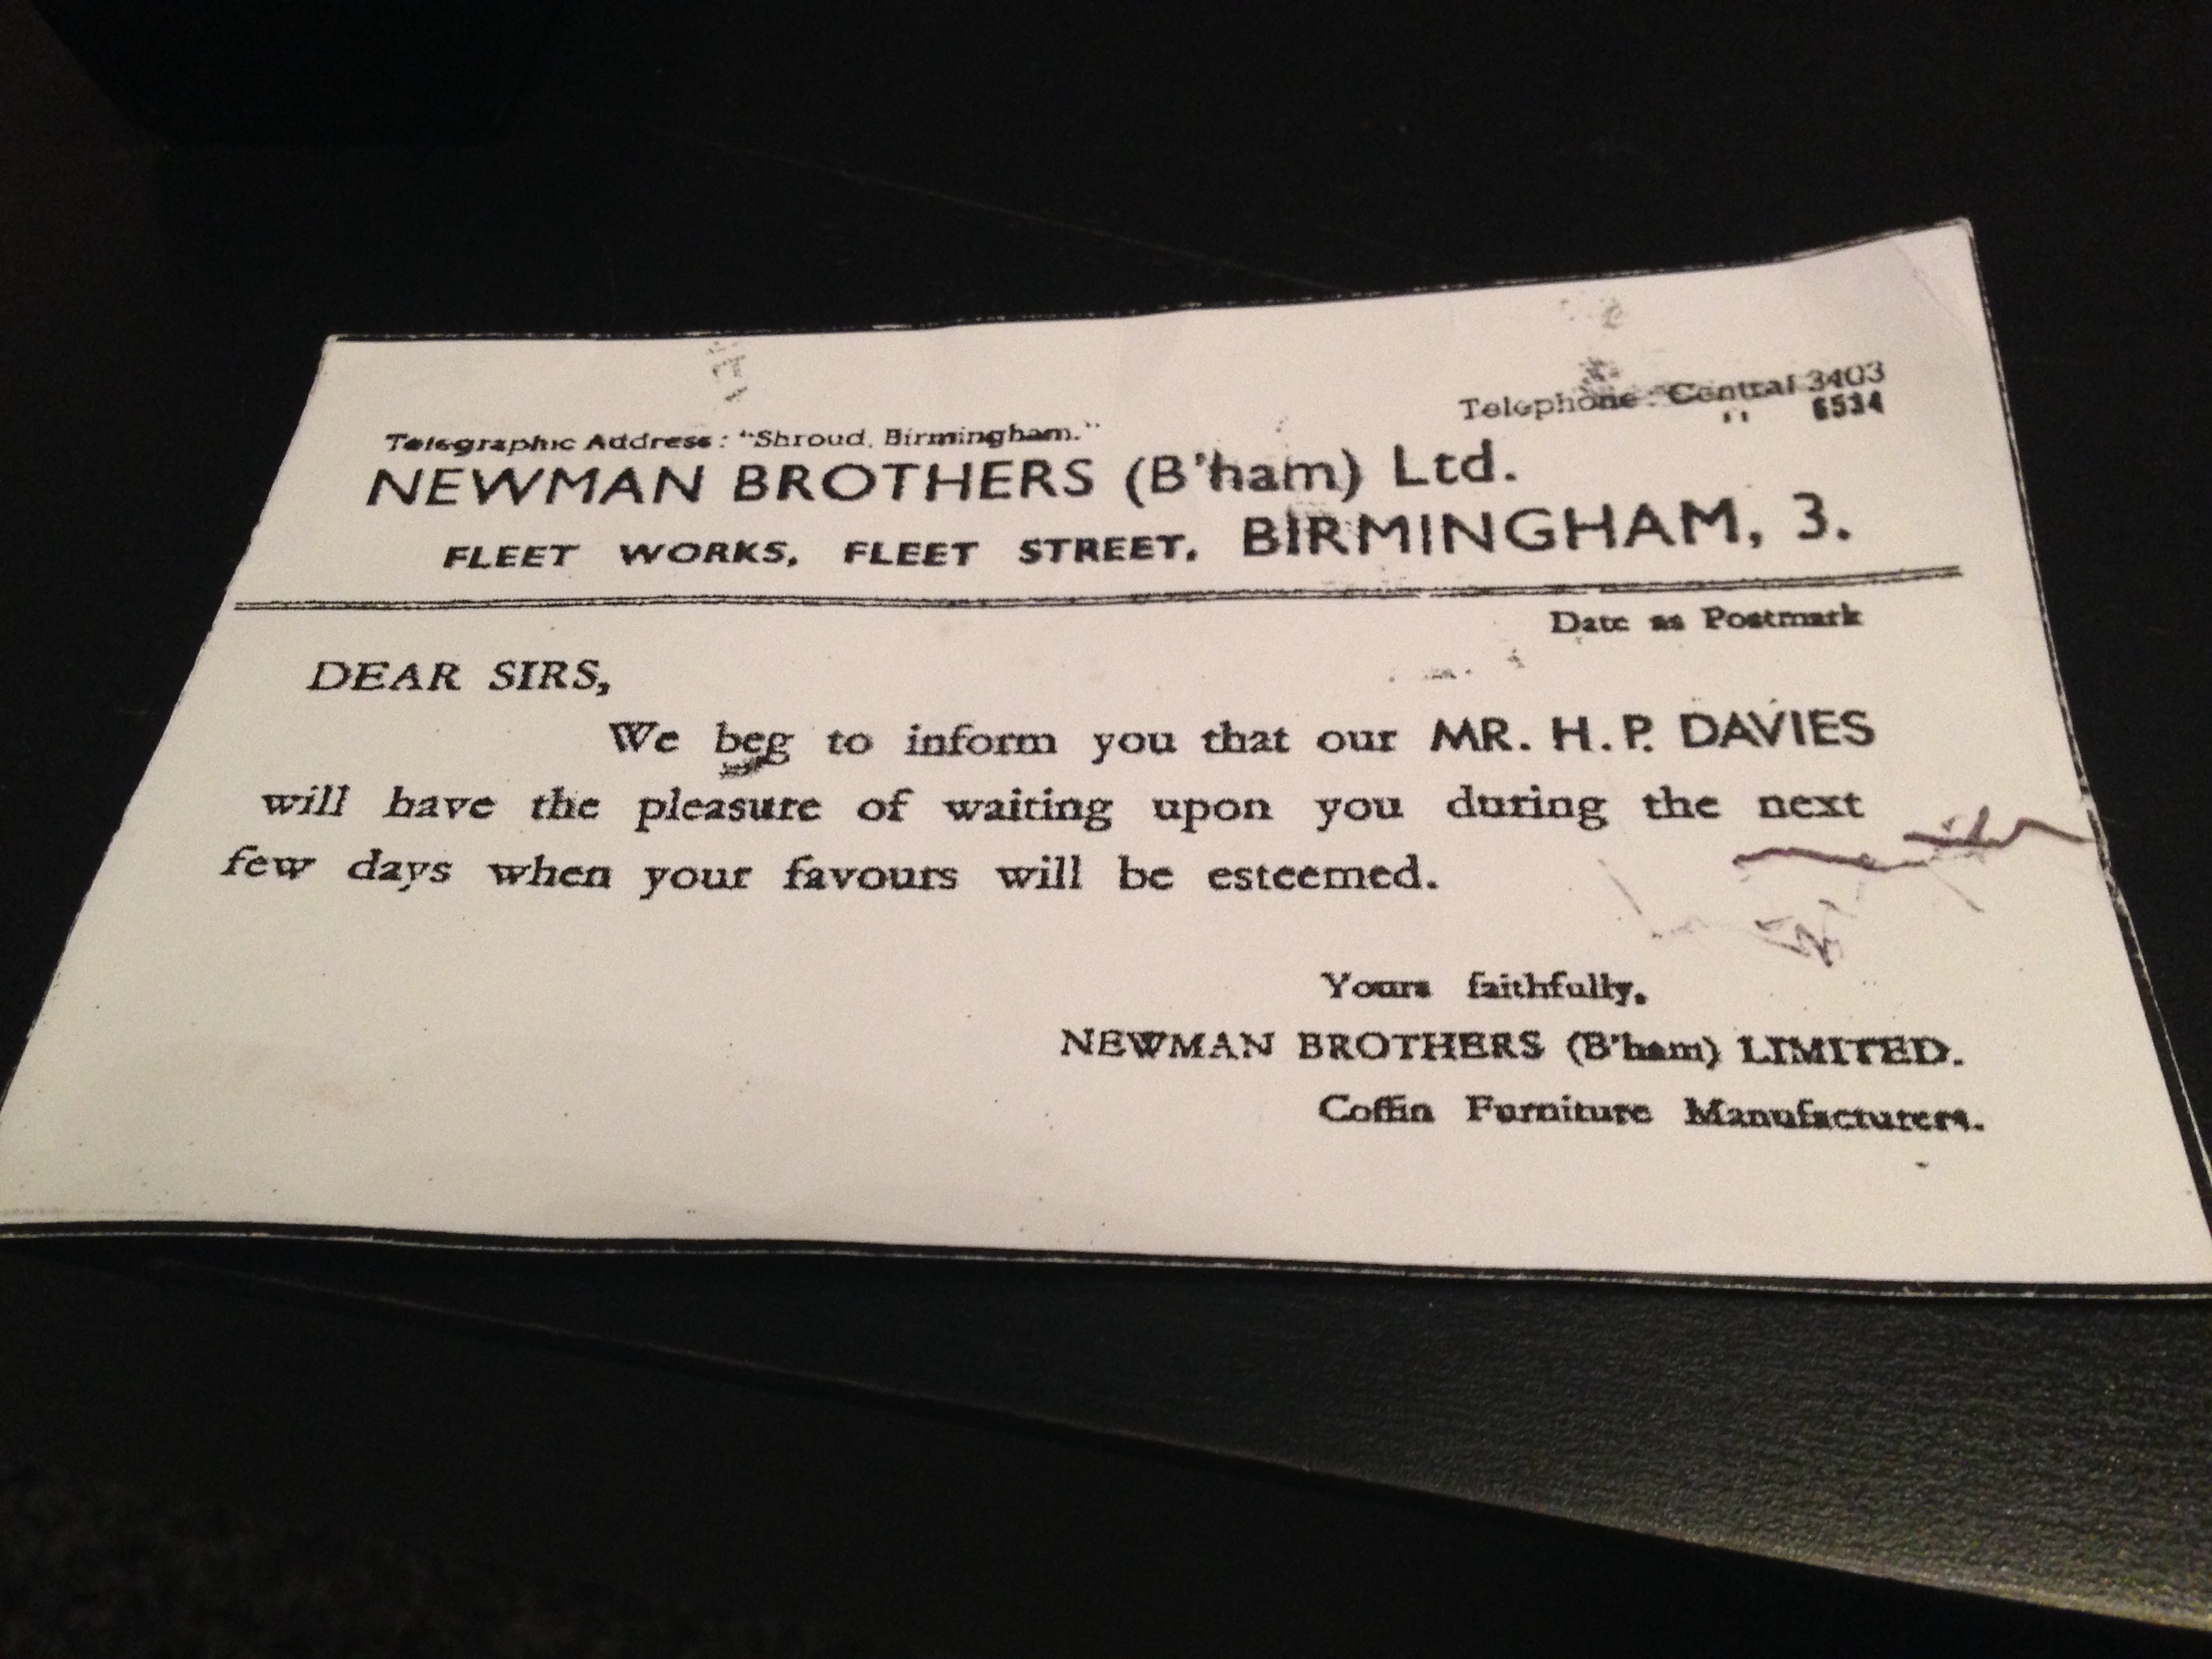 Telephone: Central 3403
" 6534
Telegraphic Address: "Shroud, Birmingham."
NEWMAN BROTHERS (B'ham) Ltd.
FLEET WORKS, FLEET STREET, BIRMINGHAM, 3.
Date as Postmark
DEAR SIRS,
We beg to inform you that our MR. H. P. DAVIES
will have the pleasure of waiting upon you during the next
few days when your favours will be esteemed.
Yours faithfully,
NEWMAN BROTHERS (B'ham) LIMITED.
Coffin Furniture Manufacturers.